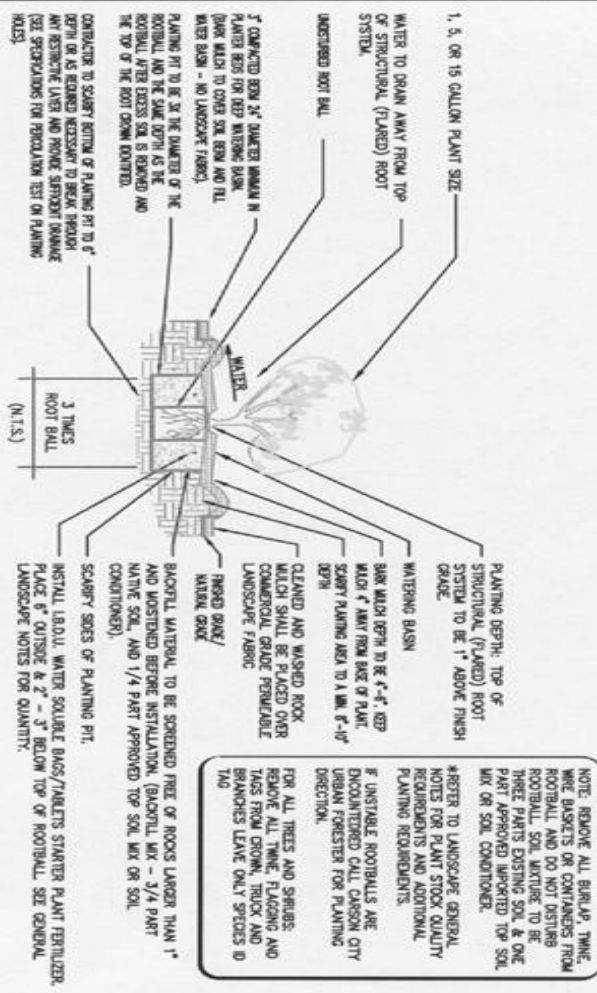 1, 5, OR 15 GALLON PLANT SIZE
WATER TO DRAIN AWAY FROM TOP
OF STRUCTURAL (FLARED) ROOT
SYSTEM.
UNDISTURBED ROOT BALL
3" COMPACTED BERM 24" DIAMETER MINIMUM IN
PLANTER BEDS FOR DEEP WATERING BASIN.
(BARK MULCH TO COVER SOIL BERM AND FILL
WATER BASIN - NO LANDSCAPE FABRIC).
PLANTING PIT TO BE 3X THE DIAMETER OF THE
ROOTBALL AND THE SAME DEPTH AS THE
ROOTBALL AFTER EXCESS SOIL IS REMOVED AND
THE TOP OF THE ROOT CROWN IDENTIFIED.
CONTRACTOR TO SCARIFY BOTTOM OF PLANTING PIT TO 6"
DEPTH OR AS REQUIRED NECESSARY TO BREAK THROUGH
ANY RESTRICTIVE LAYER AND PROVIDE SUFFICIENT DRAINAGE
(SEE SPECIFICATIONS FOR PERCOLATION TEST ON PLANTING
HOLES).
WATER
3 TIMES
ROOT BALL
(N.T.S.)
PLANTING DEPTH: TOP OF
STRUCTURAL (FLARED) ROOT
SYSTEM TO BE 1" ABOVE FINISH
GRADE.
WATERING BASIN
BARK MULCH DEPTH TO BE 4"-6". KEEP
MULCH 4" AWAY FROM BASE OF PLANT.
SCARIFY PLANTING AREA TO A MIN. 8"-10"
DEPTH
CLEANED AND WASHED ROCK
MULCH SHALL BE PLACED OVER
COMMERCIAL GRADE PERMEABLE
LANDSCAPE FABRIC
FINISHED GRADE/
NATURAL GRADE
BACKFILL MATERIAL TO BE SCREENED FREE OF ROCKS LARGER THAN 1"
AND MOISTENED BEFORE INSTALLATION. (BACKFILL MIX - 3/4 PART
NATIVE SOIL AND 1/4 PART APPROVED TOP SOIL MIX OR SOIL
CONDITIONER).
SCARIFY SIDES OF PLANTING PIT.
INSTALL I.B.D.U. WATER SOLUBLE BAGS/TABLETS STARTER PLANT FERTILIZER.
PLACE 6" OUTSIDE & 2" - 3" BELOW TOP OF ROOTBALL. SEE GENERAL
LANDSCAPE NOTES FOR QUANTITY.
NOTE: REMOVE ALL BURLAP, TWINE,
WIRE BASKETS OR CONTAINERS FROM
ROOTBALL AND DO NOT DISTURB
ROOTBALL. SOIL MIXTURE TO BE
THREE PARTS EXISTING SOIL & ONE
PART APPROVED IMPORTED TOP SOIL
MIX OR SOIL CONDITIONER.
*REFER TO LANDSCAPE GENERAL
NOTES FOR PLANT STOCK QUALITY
REQUIREMENTS AND ADDITIONAL
PLANTING REQUIREMENTS.
IF UNSTABLE ROOTBALLS ARE
ENCOUNTEDRED CALL CARSON CITY
URBAN FORESTER FOR PLANTING
DIRECTION.
FOR ALL TREES AND SHRUBS:
REMOVE ALL TWINE, FLAGGING AND
TAGS FROM CROWN, TRUCK AND
BRANCHES LEAVE ONLY SPECIES ID
TAG